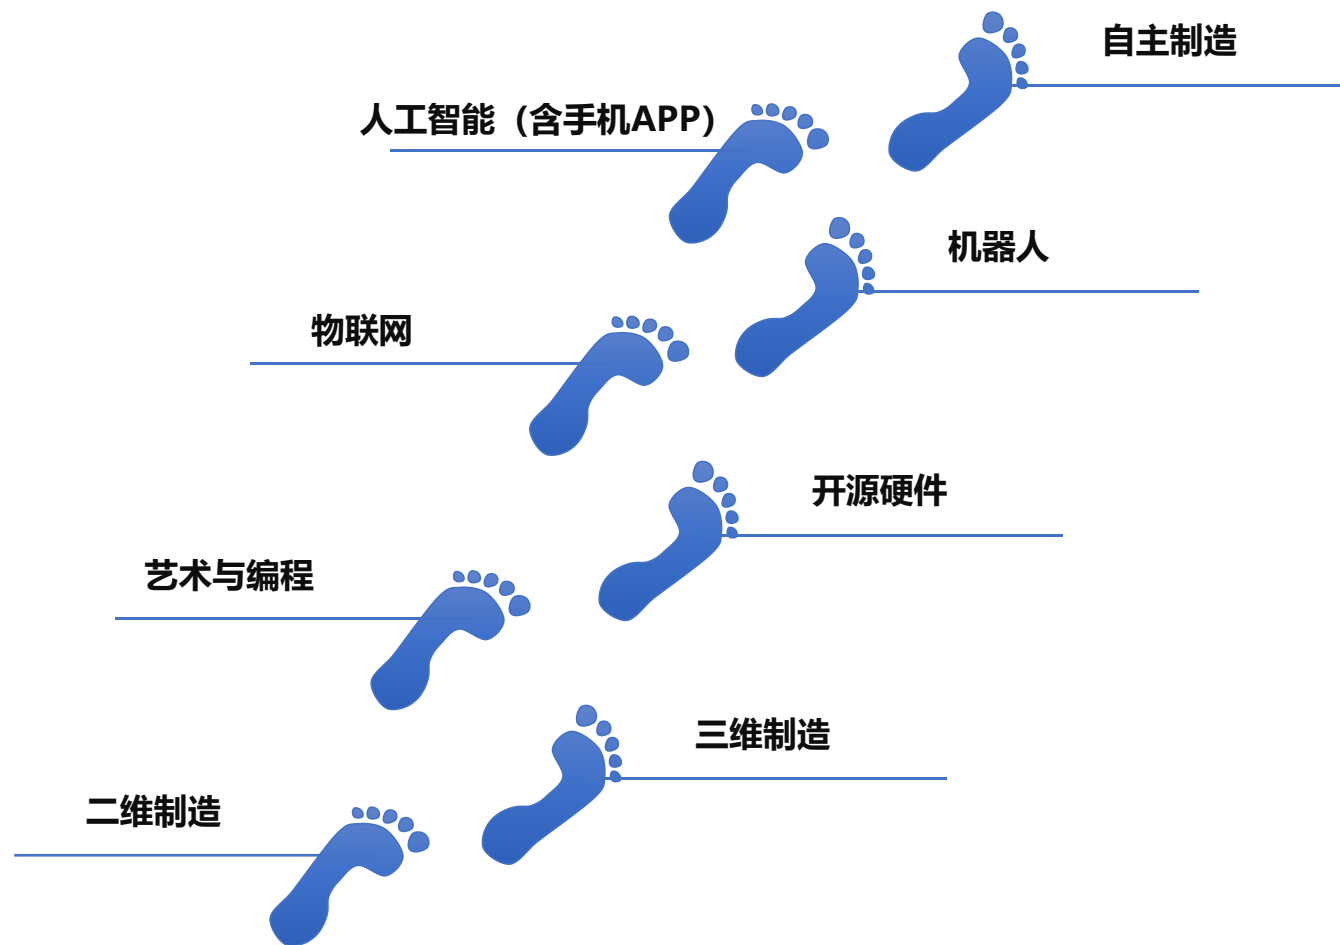 自主制造
人工智能（含手机APP）
机器人
物联网
开源硬件
艺术与编程
三维制造
二维制造